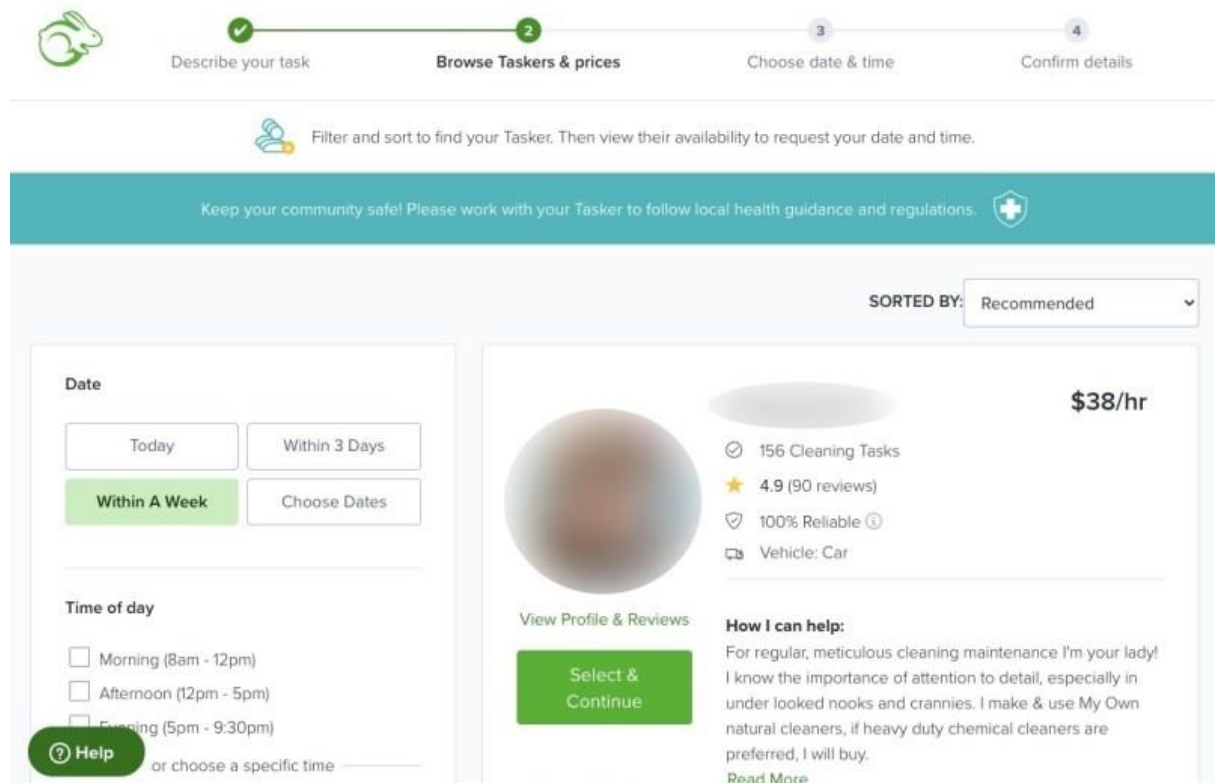 2
3
4
Describe your task
Browse Taskers & prices
Choose date & time
Confirm details
Filter and sort to find your Tasker. Then view their availability to request your date and time.
Keep your community safe! Please work with your Tasker to follow local health guidance and regulations.
SORTED BY:
Recommended
Date
Today
Within 3 Days
Within A Week
Choose Dates
Time of day
Morning (8am - 12pm)
Afternoon (12pm - 5pm)
Evening (5pm - 9:30pm)
or choose a specific time
Help
$38/hr
156 Cleaning Tasks
4.9 (90 reviews)
100% Reliable
Vehicle: Car
View Profile & Reviews
Select &
Continue
How I can help:
For regular, meticulous cleaning maintenance I'm your lady!
I know the importance of attention to detail, especially in
under looked nooks and crannies. I make & use My Own
natural cleaners, if heavy duty chemical cleaners are
preferred, I will buy.
Read More